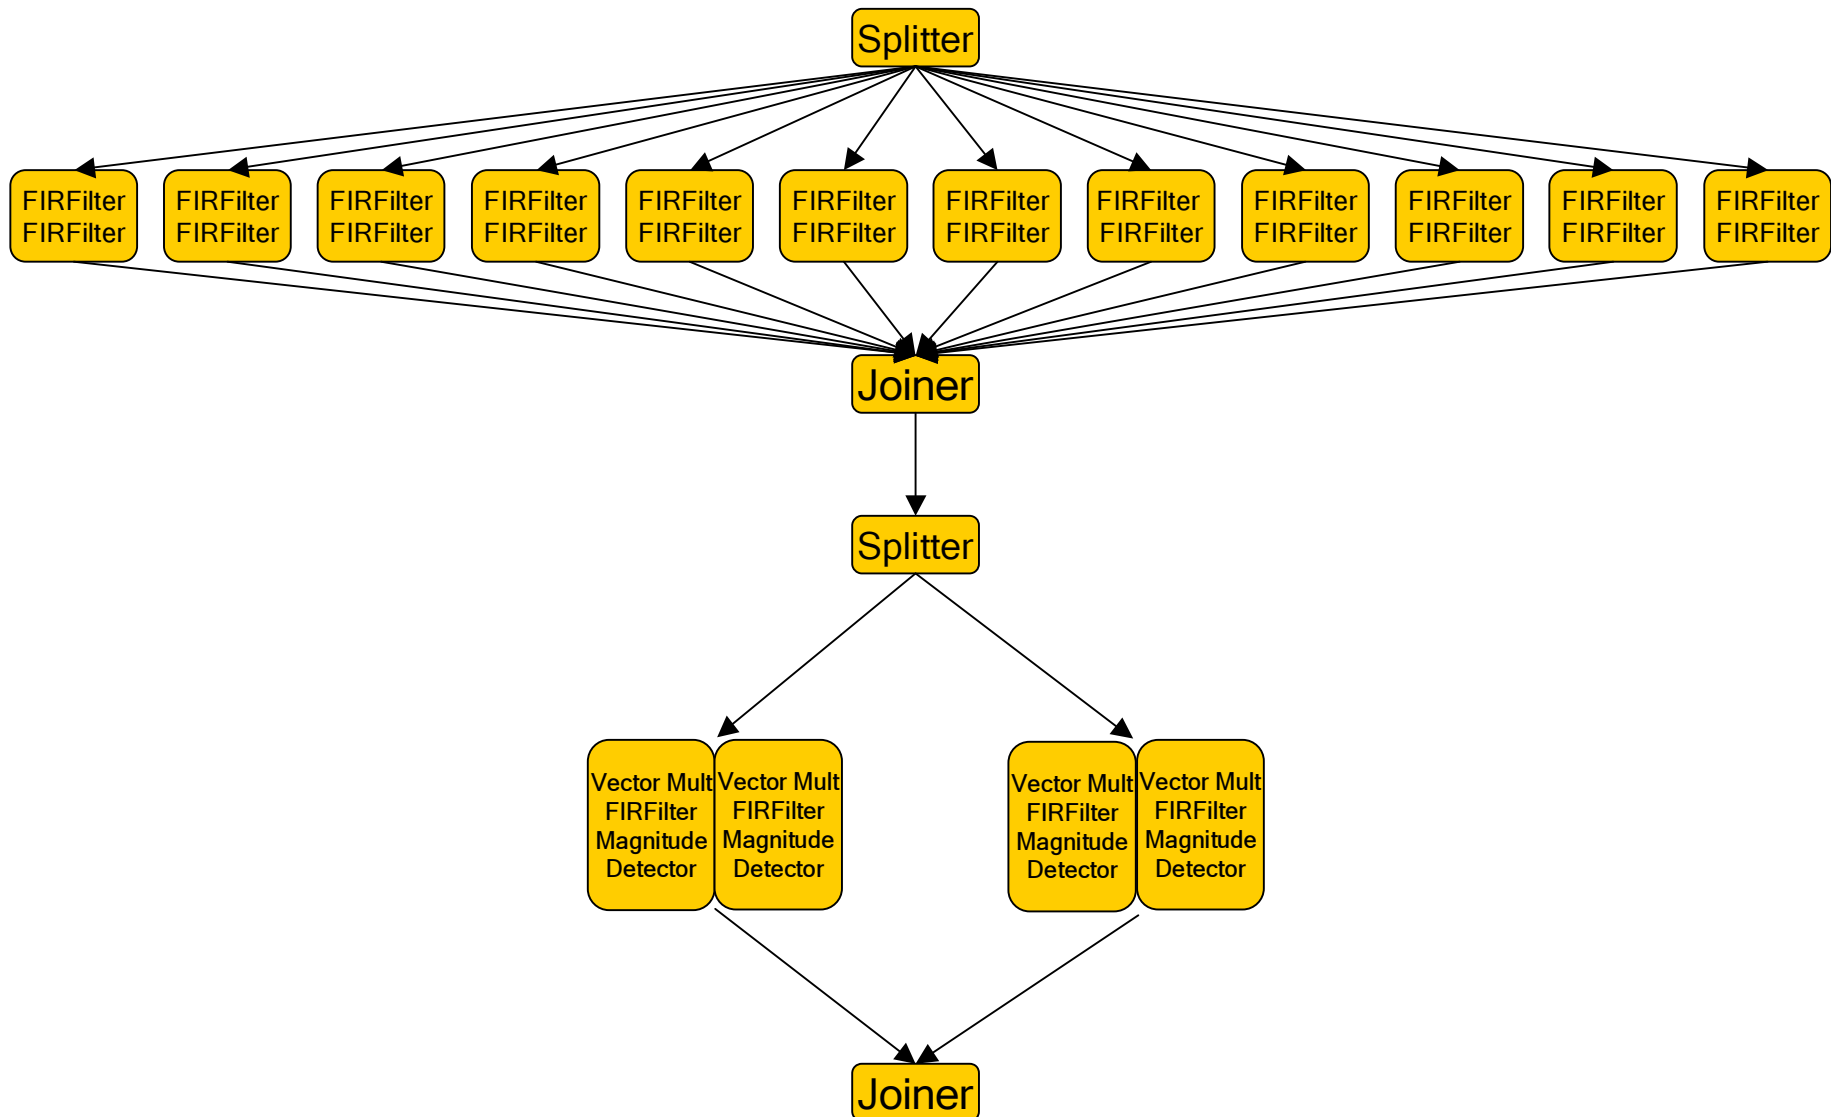 Splitter
FIRFilter FIRFilter FIRFilter FIRFilter FIRFilter FIRFilter FIRFilter FIRFilter FIRFilter FIRFilter FIRFilter FIRFilter
FIRFilter FIRFilter FIRFilter FIRFilter FIRFilter FIRFilter FIRFilter FIRFilter FIRFilter FIRFilter FIRFilter FIRFilter
Joiner
Splitter
Vector Mult Vector Mult Vector Mult Vector Mult
FIRFilter FIRFilter FIRFilter FIRFilter
Magnitude Magnitude Magnitude Magnitude
Detector Detector Detector Detector
Joiner